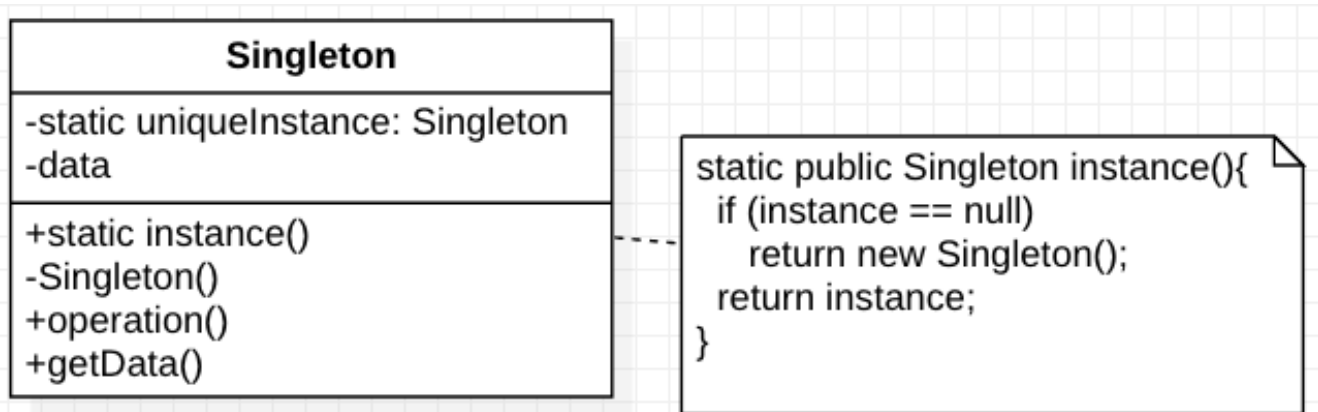 Singleton
-static uniqueInstance: Singleton
-data
+static instance()
-Singleton()
+operation()
+getData()
static public Singleton instance(){
if (instance == null)
return new Singleton();
return instance;
}